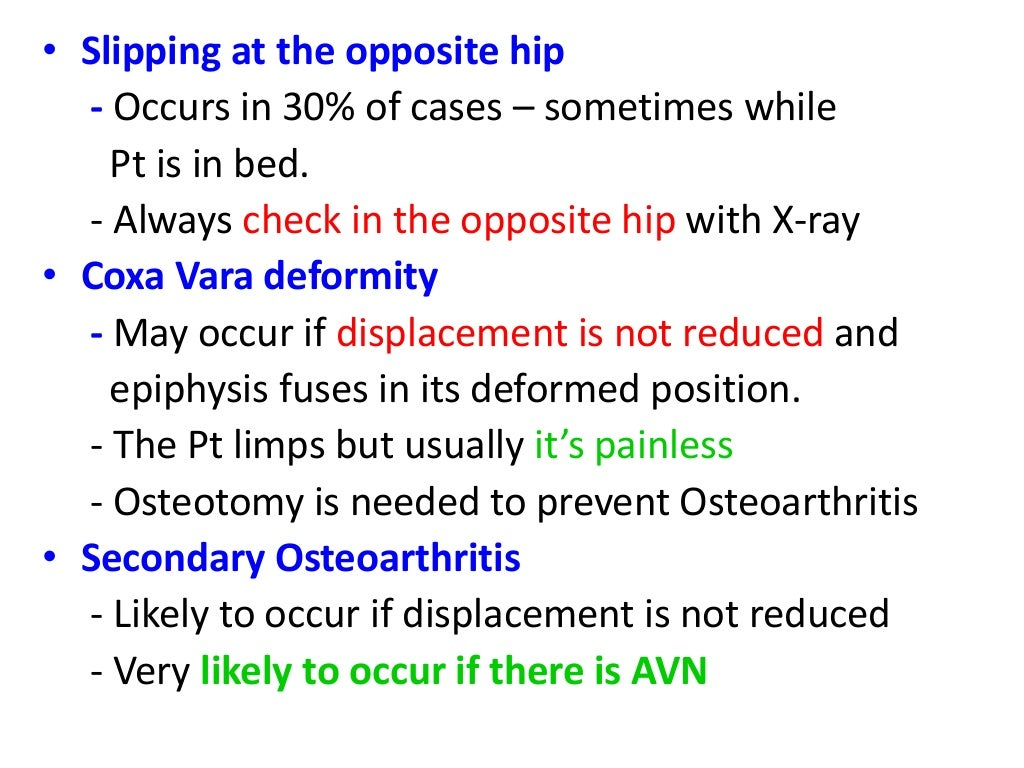 • Slipping at the opposite hip
- Occurs in 30% of cases – sometimes while
Pt is in bed.
- Always check in the opposite hip with X-ray
• Coxa Vara deformity
- May occur if displacement is not reduced and
epiphysis fuses in its deformed position.
- The Pt limps but usually it’s painless
- Osteotomy is needed to prevent Osteoarthritis
• Secondary Osteoarthritis
- Likely to occur if displacement is not reduced
- Very likely to occur if there is AVN